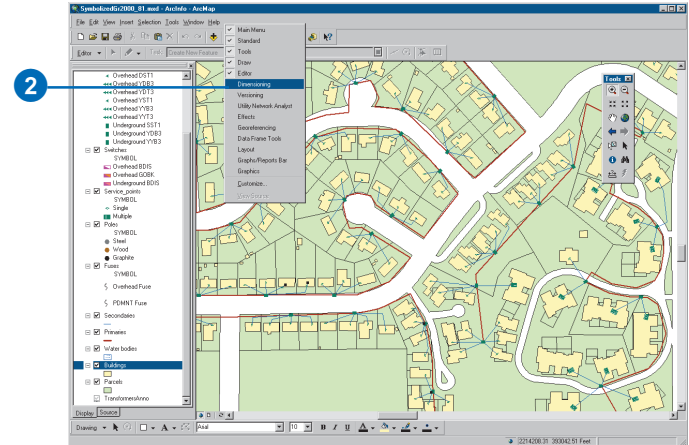 SymbolizedGr2000_81.mxd - ArcInfo - ArcMap
File Edit View Insert Selection Tools Window Help
Editor Task: Create New Feature
Main Menu
Standard
Tools
Draw
Editor
Dimensioning
Versioning
Utility Network Analyst
Effects
Georeferencing
Data Frame Tools
Layout
Graphs/Reports Bar
Graphics
Customize...
View Source...
2
Tools
Overhead DST1
Overhead YDB3
Overhead YDT3
Overhead YST1
Overhead YYB3
Overhead YYT3
Underground SST1
Underground YDB3
Underground YYB3
Switches
SYMBOL
Overhead BDIS
Overhead GOBK
Underground BDIS
Service_points
SYMBOL
Single
Multiple
Poles
SYMBOL
Steel
Wood
Graphite
Fuses
SYMBOL
Overhead Fuse
PDMNT Fuse
Secondaries
Primaries
Water bodies
Buildings
Parcels
TransformersAnno
Display Source
Drawing A Arial 10 B I U A
2214208.31 393042.51 Feet